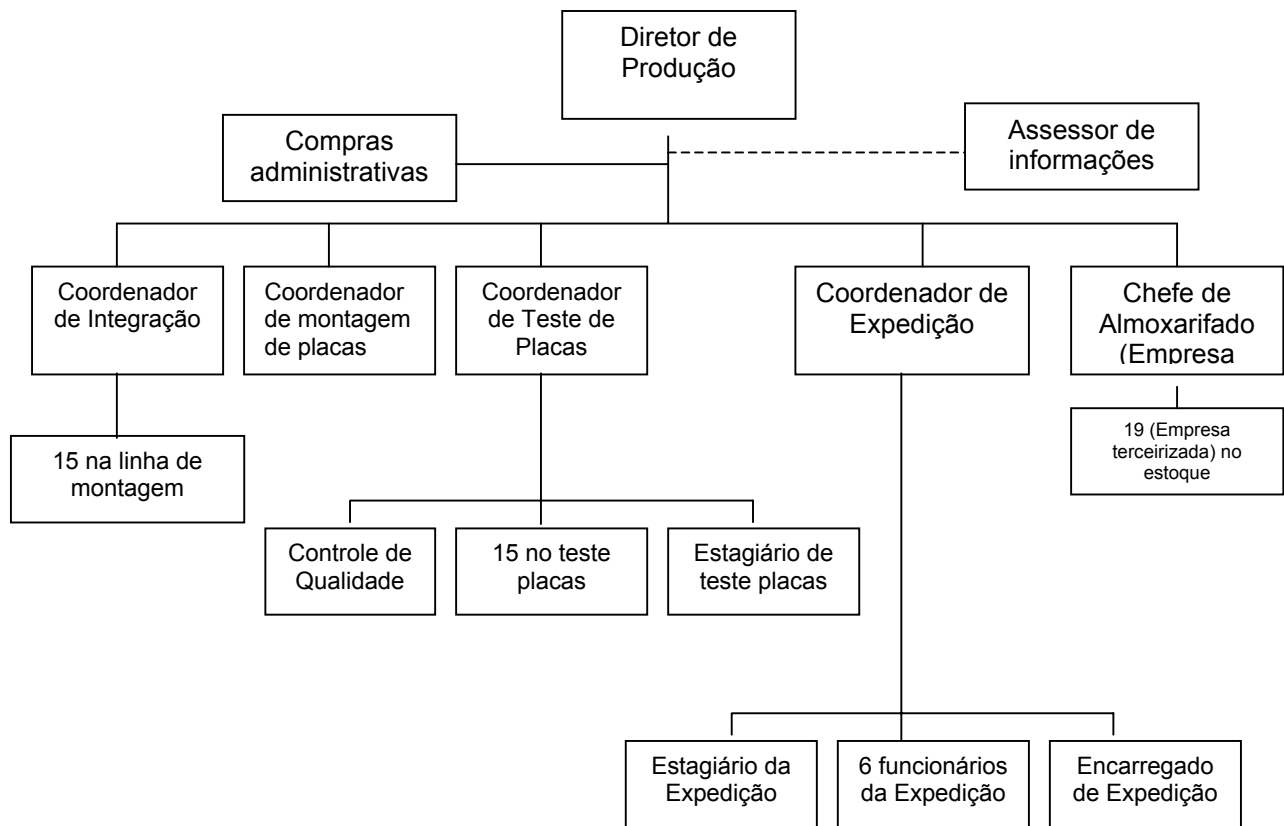 Diretor de
Produção
Compras
administrativas
Assessor de
informações
Coordenador
de Integração
Coordenador
de montagem
de placas
Coordenador
de Teste de
Placas
Coordenador de
Expedição
Chefe de
Almoxarifado
(Empresa
15 na linha de
montagem
19 (Empresa
terceirizada) no
estoque
Controle de
Qualidade
15 no teste
placas
Estagiário de
teste placas
Estagiário da
Expedição
6 funcionários
da Expedição
Encarregado
de Expedição